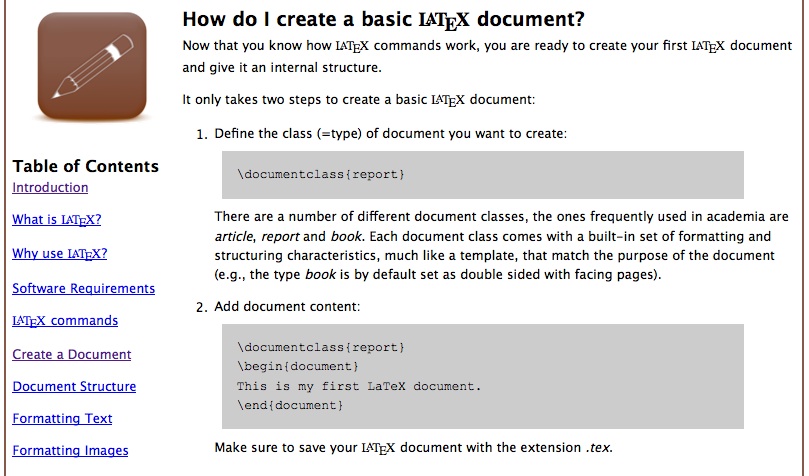 How do I create a basic LATEX document?
Now that you know how LATEX commands work, you are ready to create your first LATEX document
and give it an internal structure.
It only takes two steps to create a basic LATEX document:
1. Define the class (=type) of document you want to create:
\documentclass{report}
There are a number of different document classes, the ones frequently used in academia are
article, report and book. Each document class comes with a built-in set of formatting and
structuring characteristics, much like a template, that match the purpose of the document
(e.g., the type book is by default set as double sided with facing pages).
2. Add document content:
\documentclass{report}
\begin{document}
This is my first LaTeX document.
\end{document}
Make sure to save your LATEX document with the extension .tex.
Table of Contents
Introduction
What is LATEX?
Why use LATEX?
Software Requirements
LATEX commands
Create a Document
Document Structure
Formatting Text
Formatting Images